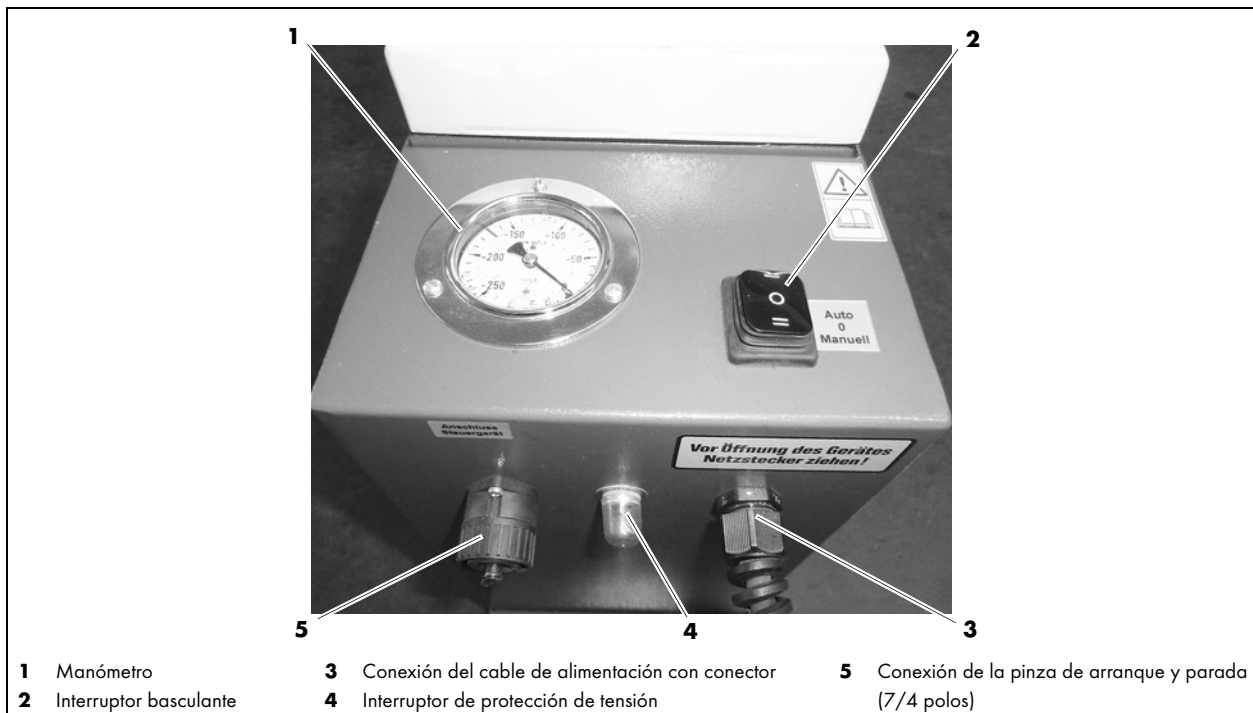 1
2
-150
-100
-200
-50
-250
0
Auto
0
Manuell
Anschluss
Steuergerät
Vor Öffnung des Gerätes
Netzstecker ziehen!
5
4
3
1 Manómetro
2 Interruptor basculante
3 Conexión del cable de alimentación con conector
4 Interruptor de protección de tensión
5 Conexión de la pinza de arranque y parada
(7/4 polos)